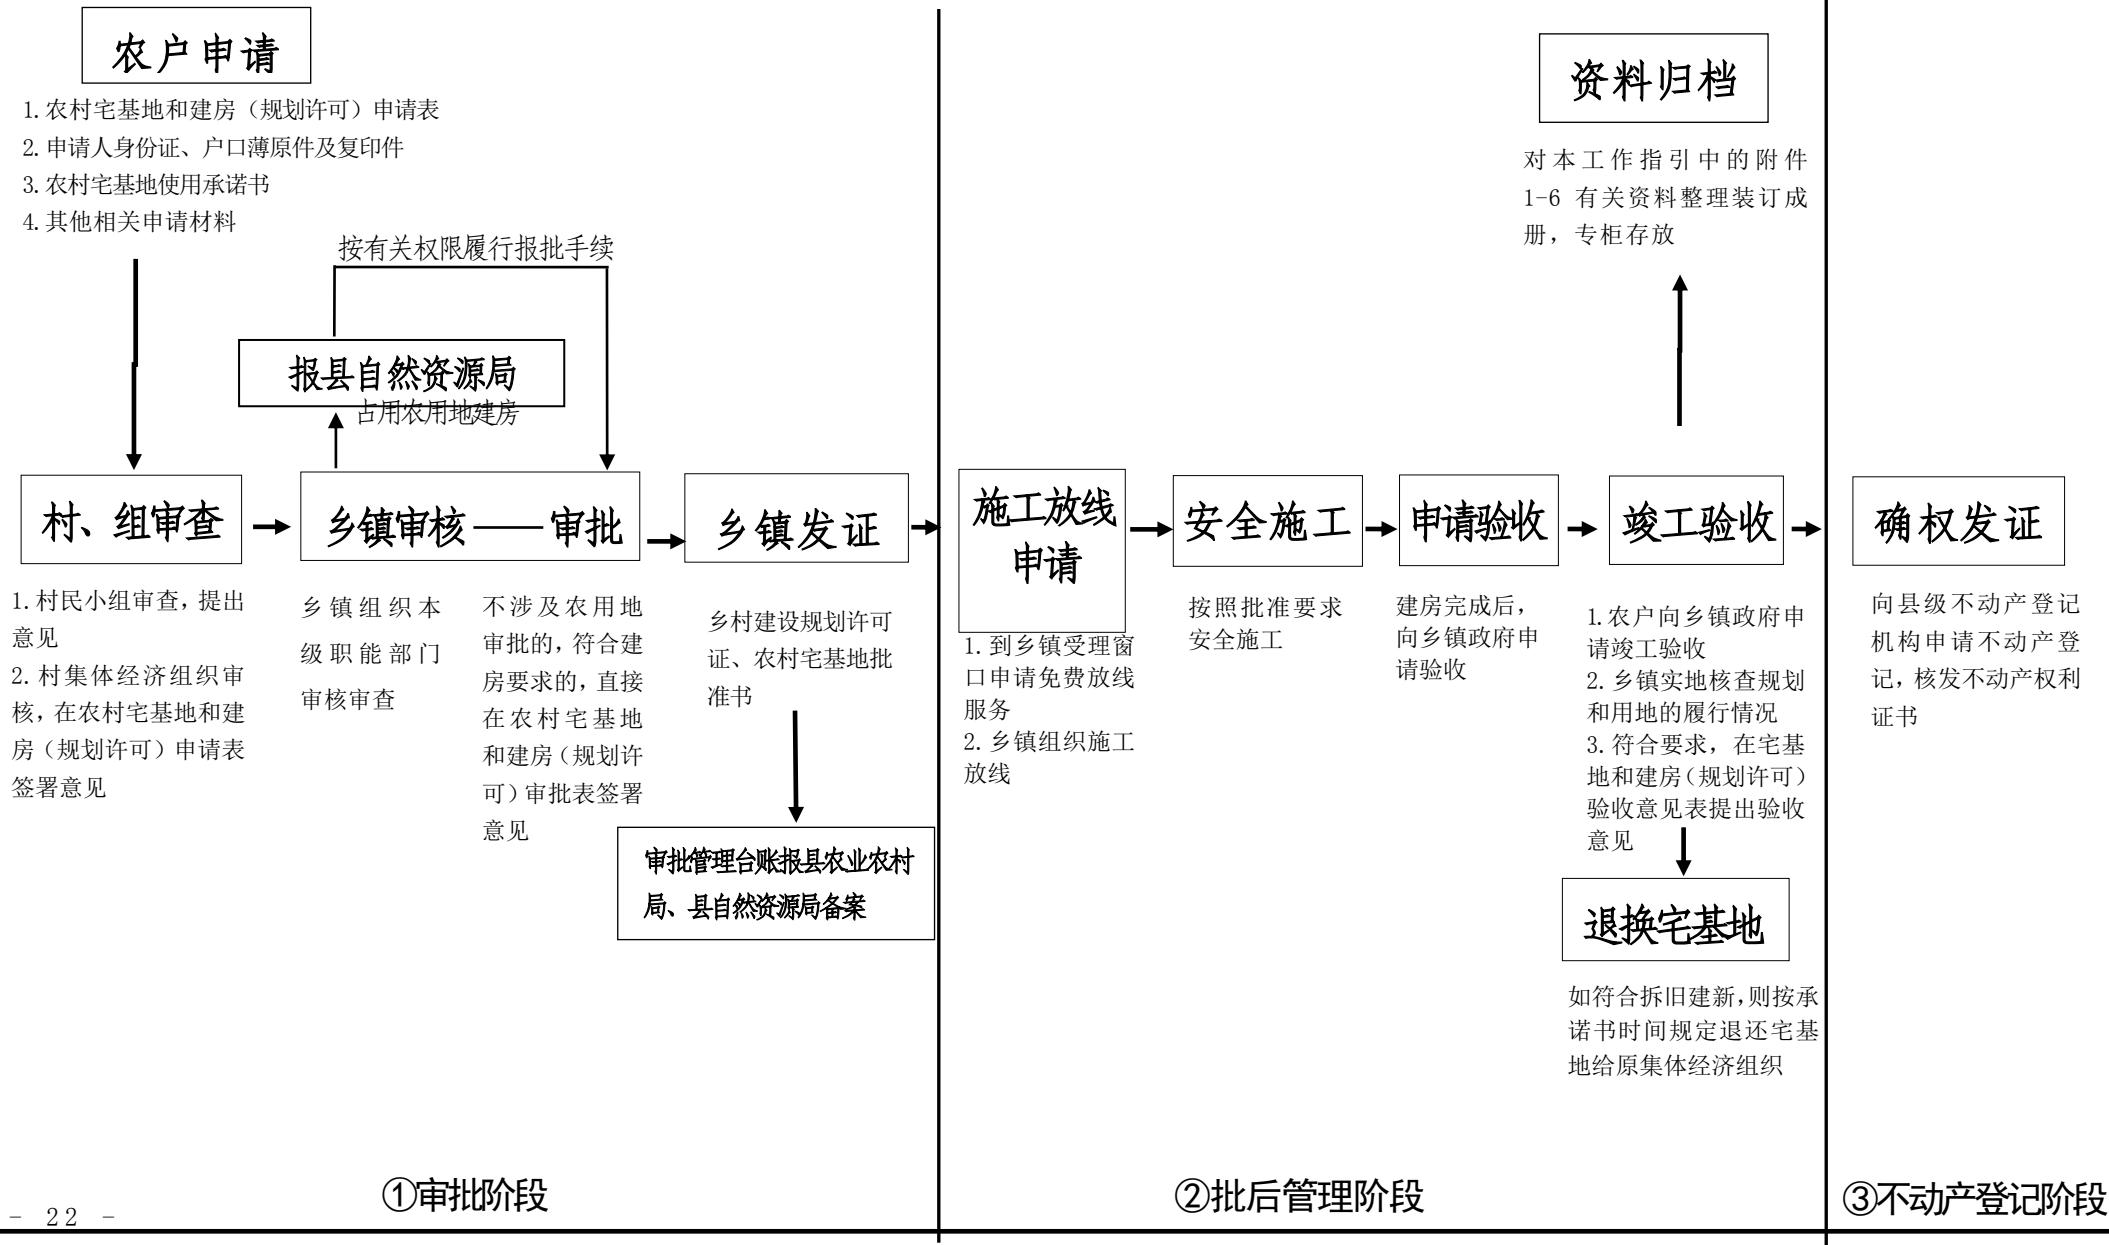 农户申请
1.农村宅基地和建房（规划许可）申请表
2.申请人身份证、户口薄原件及复印件
3.农村宅基地使用承诺书
4.其他相关申请材料
按有关权限履行报批手续
报县自然资源局
占用农用地建房
村、组审查
1.村民小组审查，提出
意见
2.村集体经济组织审
核，在农村宅基地和建
房（规划许可）申请表
签署意见
乡镇审核——审批
乡镇组织本
级职能部门
审核审查
不涉及农用地
审批的，符合建
房要求的，直接
在农村宅基地
和建房（规划许
可）审批表签署
意见
乡镇发证
乡村建设规划许可
证、农村宅基地批
准书
审批管理台账报县农业农村
局、县自然资源局备案
①审批阶段
施工放线
申请
1.到乡镇受理窗
口申请免费放线
服务
2.乡镇组织施工
放线
安全施工
按照批准要求
安全施工
申请验收
建房完成后，
向乡镇政府申
请验收
资料归档
对本工作指引中的附件
1-6 有关资料整理装订成
册，专柜存放
竣工验收
1.农户向乡镇政府申
请竣工验收
2.乡镇实地核查规划
和用地的履行情况
3.符合要求，在宅基
地和建房（规划许可）
验收意见表提出验收
意见
退换宅基地
如符合拆旧建新，则按承
诺书时间规定退还宅基
地给原集体经济组织
②批后管理阶段
确权发证
向县级不动产登记
机构申请不动产登
记，核发不动产权利
证书
③不动产登记阶段
- 22 -